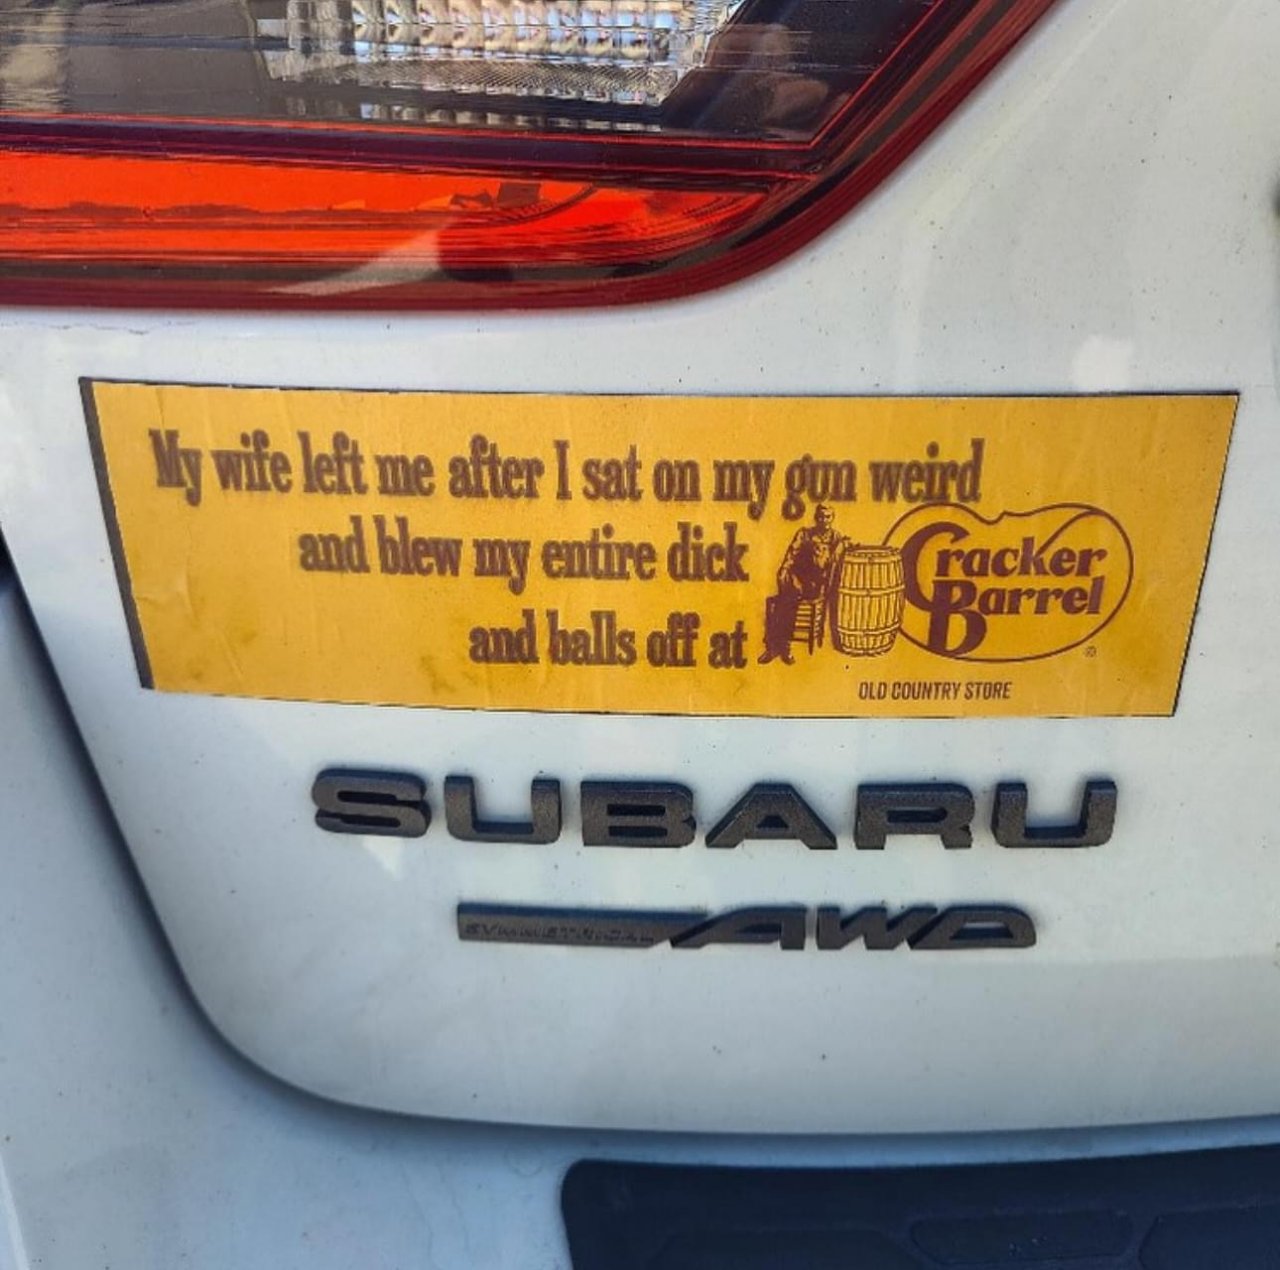 My wife left me after I sat on my gun weird
and blew my entire dick
and balls off at
Cracker
Barrel
®
OLD COUNTRY STORE
SUBARU
SYMMETRICAL AWD